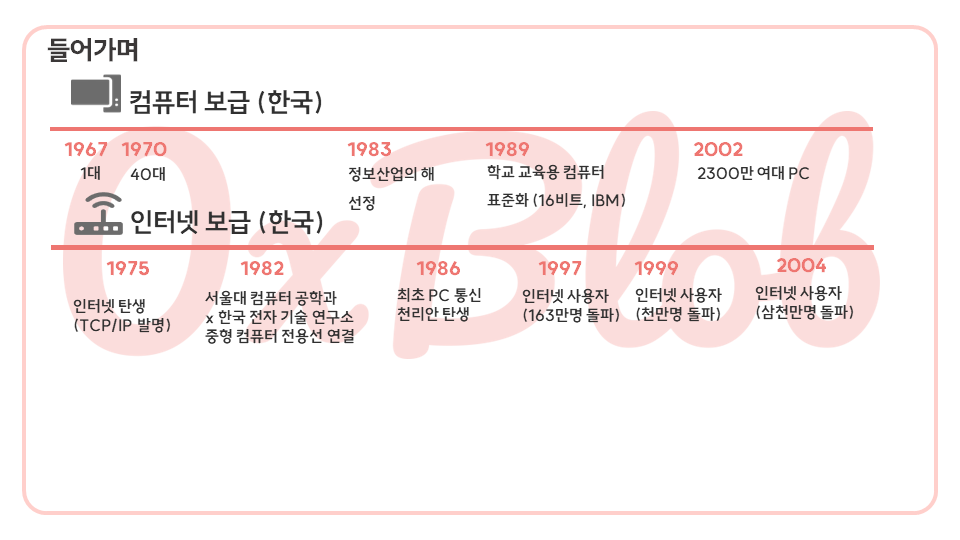 들어가며
컴퓨터 보급 (한국)
1967 1970 1983 1989 2002
1대
40대
정보산업의 해
선정
학교 교육용 컴퓨터
표준화 (16비트, IBM)
2300만 여대 PC
인터넷 보급 (한국)
1975 1982 1986 1997 1999 2004
인터넷 탄생
(TCP/IP 발명)
서울대 컴퓨터 공학과
x 한국 전자 기술 연구소
중형 컴퓨터 전용선 연결
최초 PC 통신
천리안 탄생
인터넷 사용자
(163만명 돌파)
인터넷 사용자
(천만명 돌파)
인터넷 사용자
(삼천만명 돌파)
OxBlob